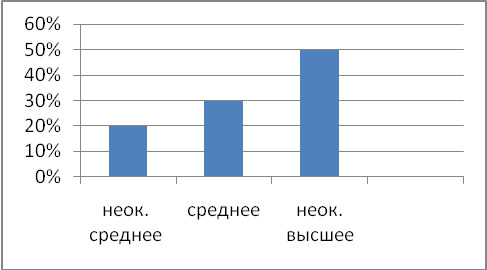 60%
50%
40%
30%
20%
10%
0%
неок. среднее
среднее
неок. высшее